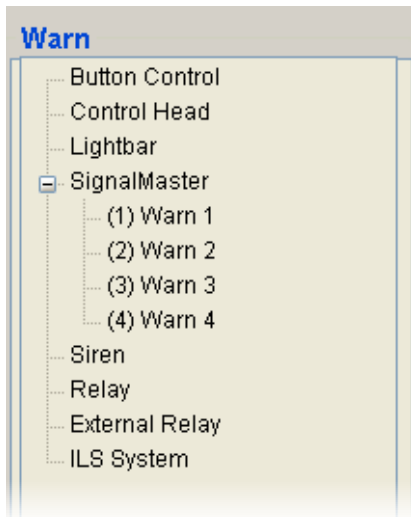 Warn
Button Control
Control Head
Lightbar
SignalMaster
(1) Warn 1
(2) Warn 2
(3) Warn 3
(4) Warn 4
Siren
Relay
External Relay
ILS System